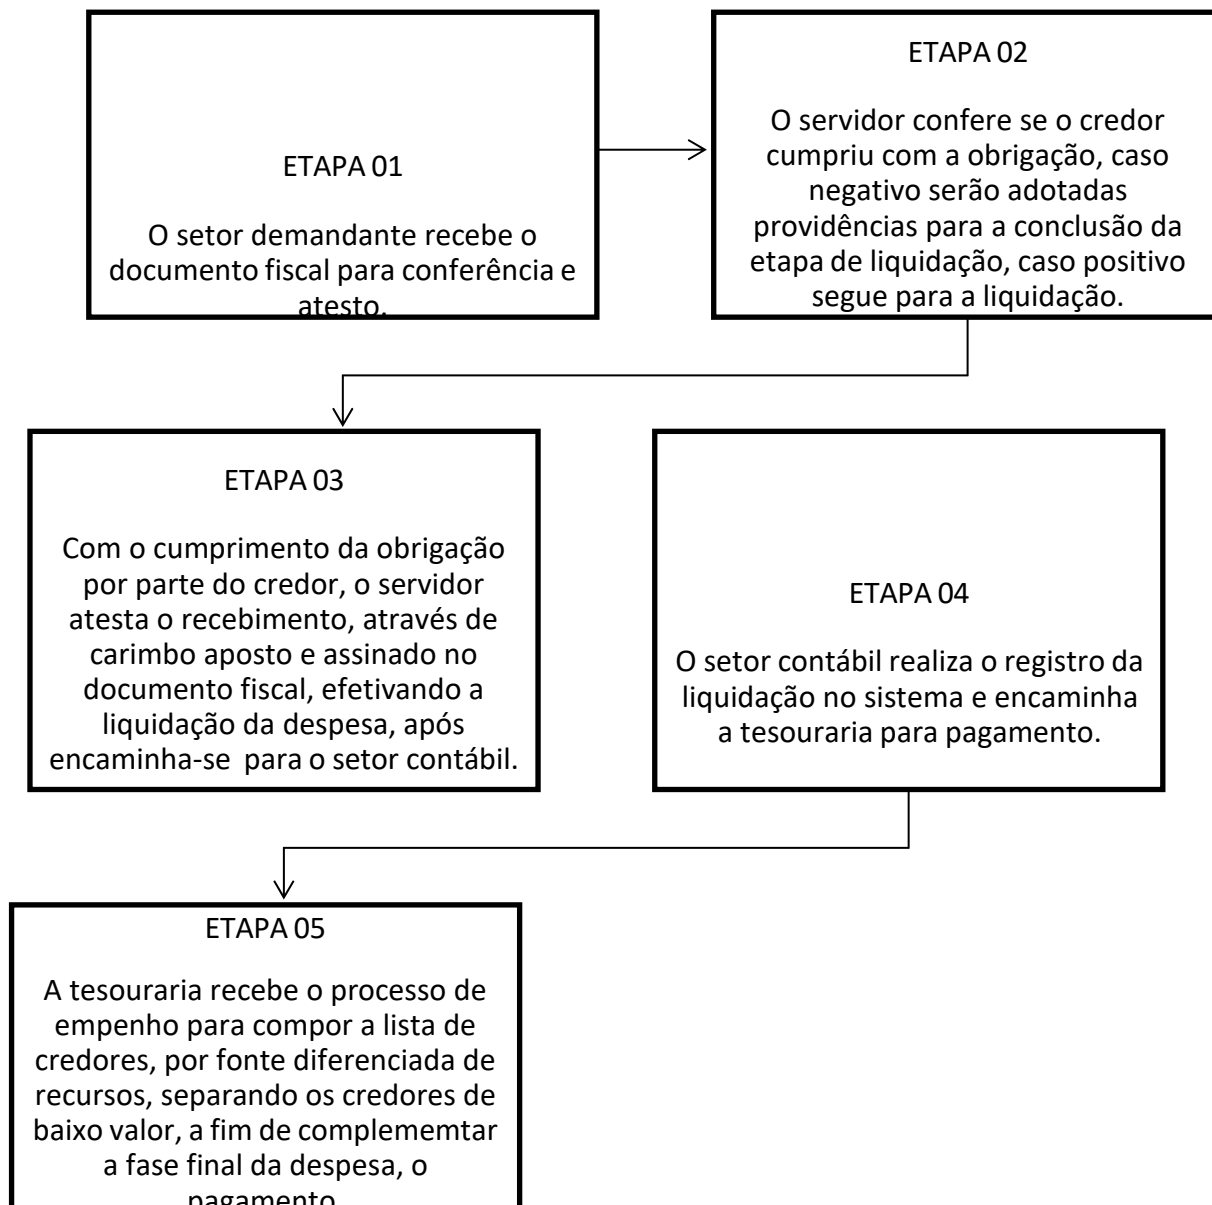 ETAPA 01
O setor demandante recebe o
documento fiscal para conferência e
atesto.
ETAPA 02
O servidor confere se o credor
cumpriu com a obrigação, caso
negativo serão adotadas
providências para a conclusão da
etapa de liquidação, caso positivo
segue para a liquidação.
ETAPA 03
Com o cumprimento da obrigação
por parte do credor, o servidor
atesta o recebimento, através de
carimbo aposto e assinado no
documento fiscal, efetivando a
liquidação da despesa, após
encaminha-se  para o setor contábil.
ETAPA 04
O setor contábil realiza o registro da
liquidação no sistema e encaminha
a tesouraria para pagamento.
ETAPA 05
A tesouraria recebe o processo de
empenho para compor a lista de
credores, por fonte diferenciada de
recursos, separando os credores de
baixo valor, a fim de complememtar
a fase final da despesa, o
pagamento